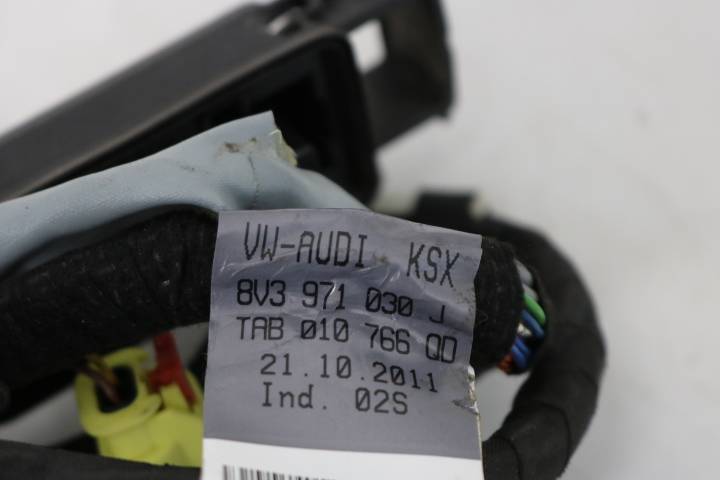 VW-AUDI KSX
8V3 971 030 J
TAB 010 766 QD
21.10.2011
Ind. 02S